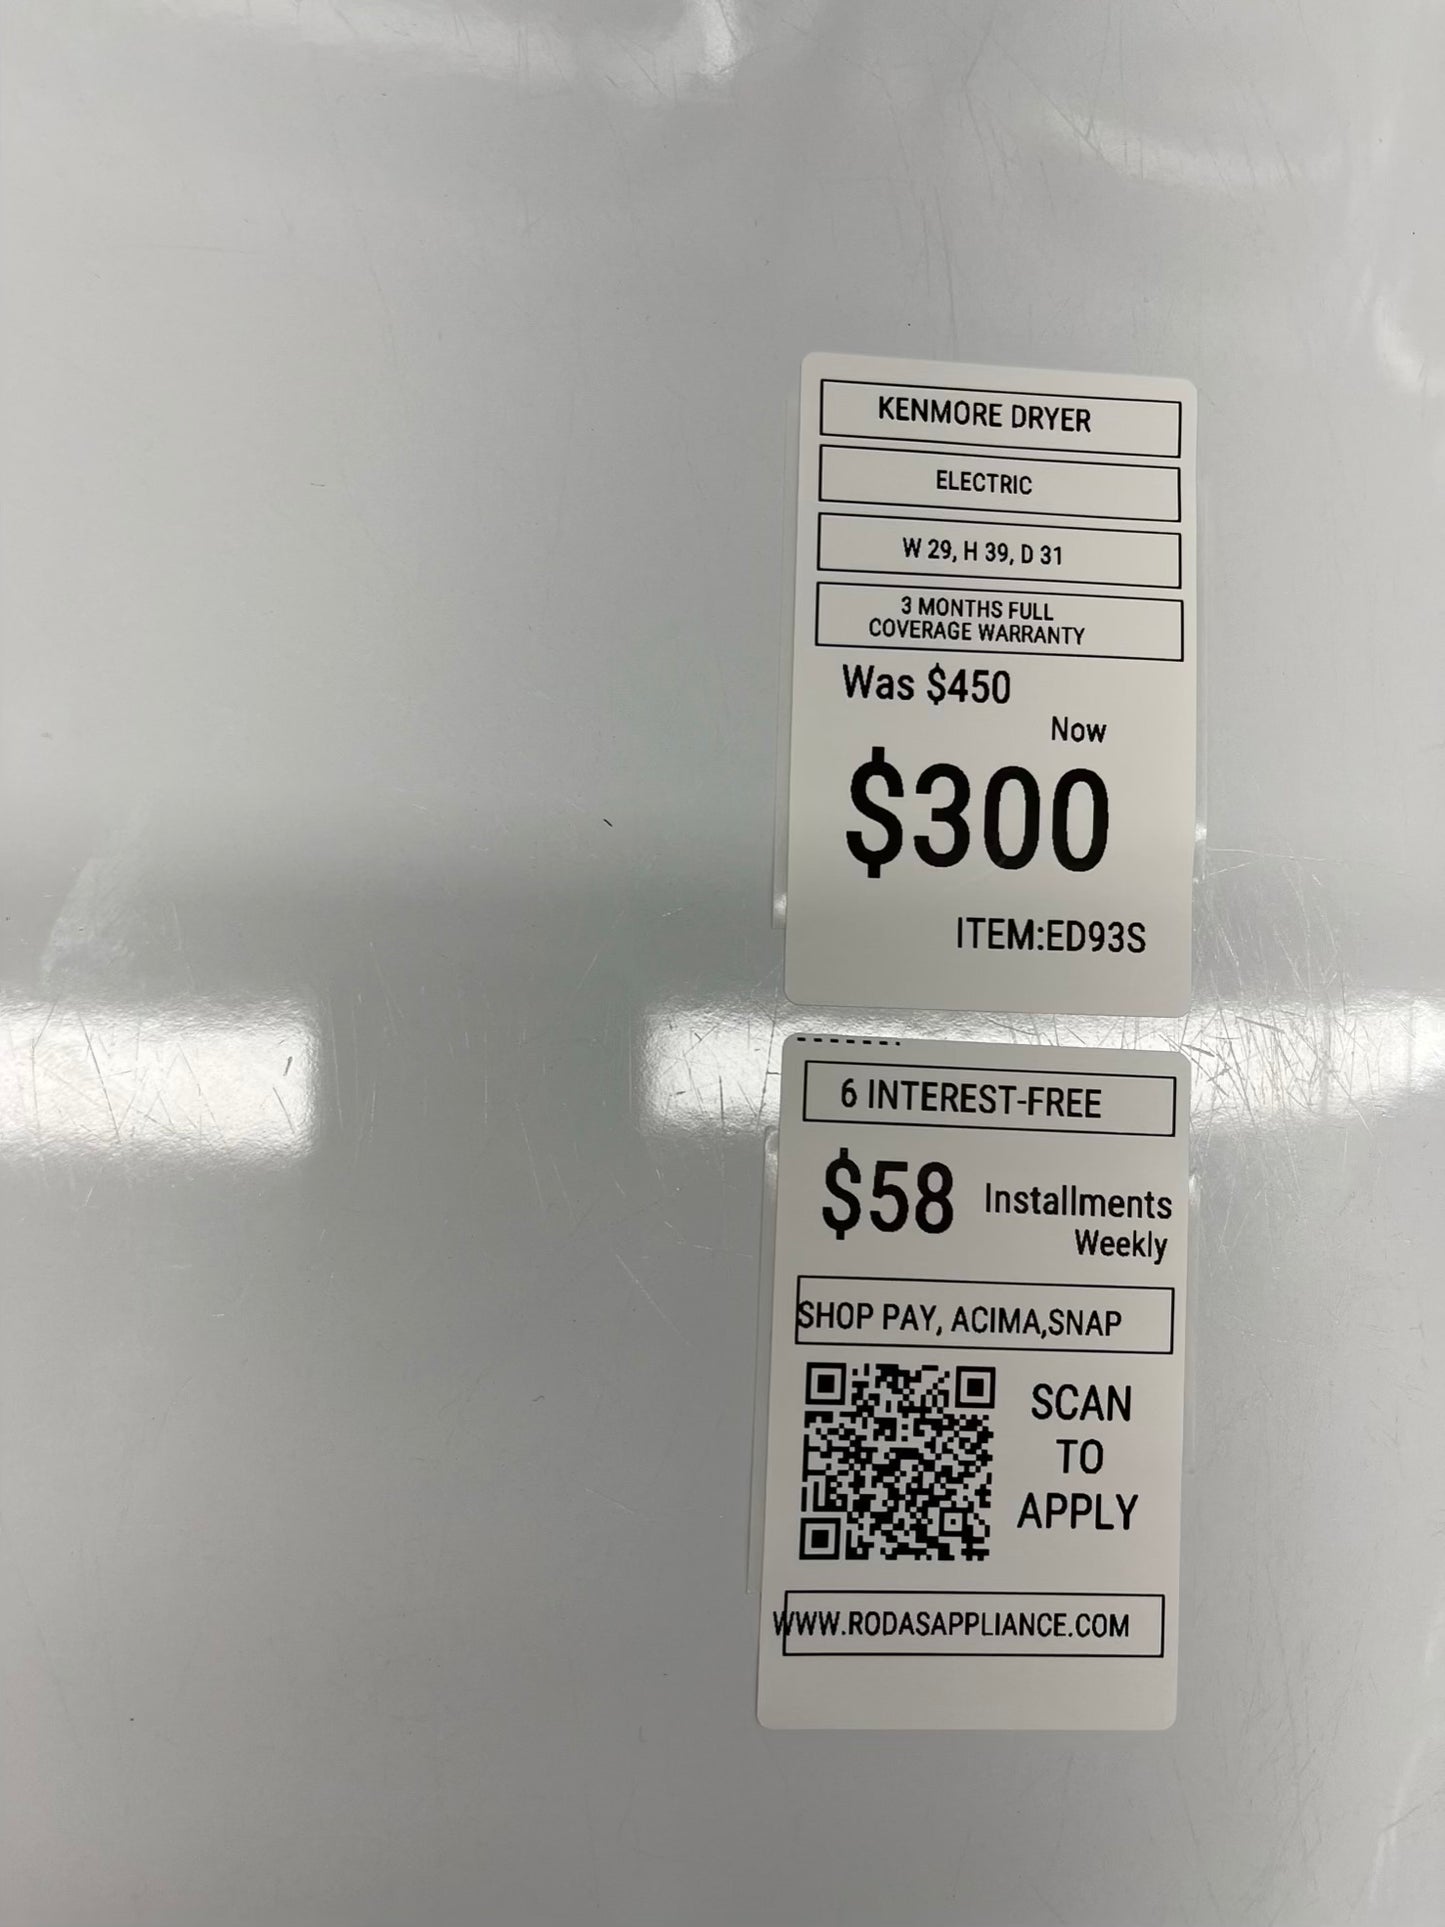 KENMORE DRYER
ELECTRIC
W 29, H 39, D 31
3 MONTHS FULL
COVERAGE WARRANTY
Was $450
Now
$300
ITEM:ED93S
6 INTEREST-FREE
$58 Installments
Weekly
SHOP PAY, ACIMA,SNAP
SCAN
TO
APPLY
WWW.RODASAPPLIANCE.COM